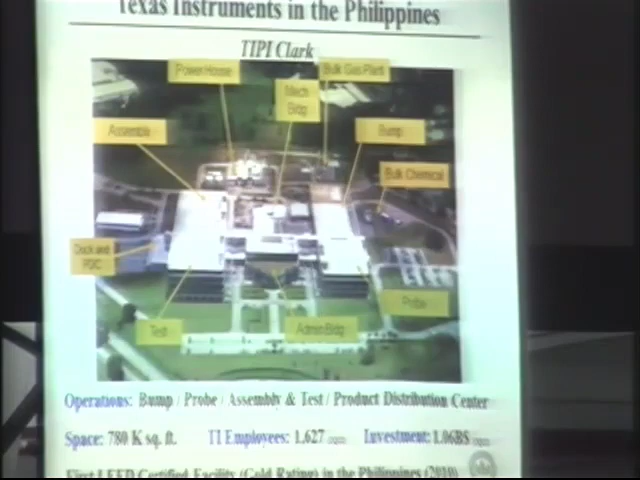 Texas Instruments in the Philippines
TIPI Clark
Power House
Bulk Gas Plant
Mech
Bldg
Assembly
Bump
Bulk Chemical
Dock and
PDC
Probe
Test
Admin Bldg
Operations: Bump / Probe / Assembly & Test / Product Distribution Center
Space: 780 K sq. ft. TI Employees: 1,627 Investment: 1.06B$
First LEED Certified Facility (Gold Rating) in the Philippines (2010)